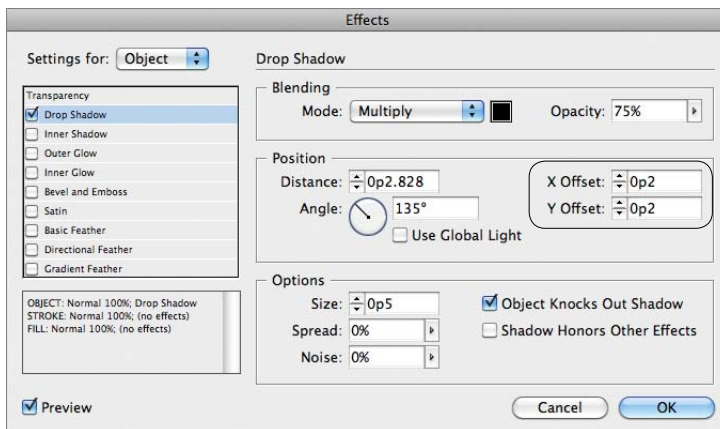 Effects
Settings for: Object
Transparency
Drop Shadow
Inner Shadow
Outer Glow
Inner Glow
Bevel and Emboss
Satin
Basic Feather
Directional Feather
Gradient Feather
OBJECT: Normal 100%; Drop Shadow
STROKE: Normal 100%; (no effects)
FILL: Normal 100%; (no effects)
Preview
Drop Shadow
Blending
Mode: Multiply Opacity: 75%
Position
Distance: 0p2.828 X Offset: 0p2
Angle: 135° Y Offset: 0p2
Use Global Light
Options
Size: 0p5 Object Knocks Out Shadow
Spread: 0% Shadow Honors Other Effects
Noise: 0%
Cancel OK